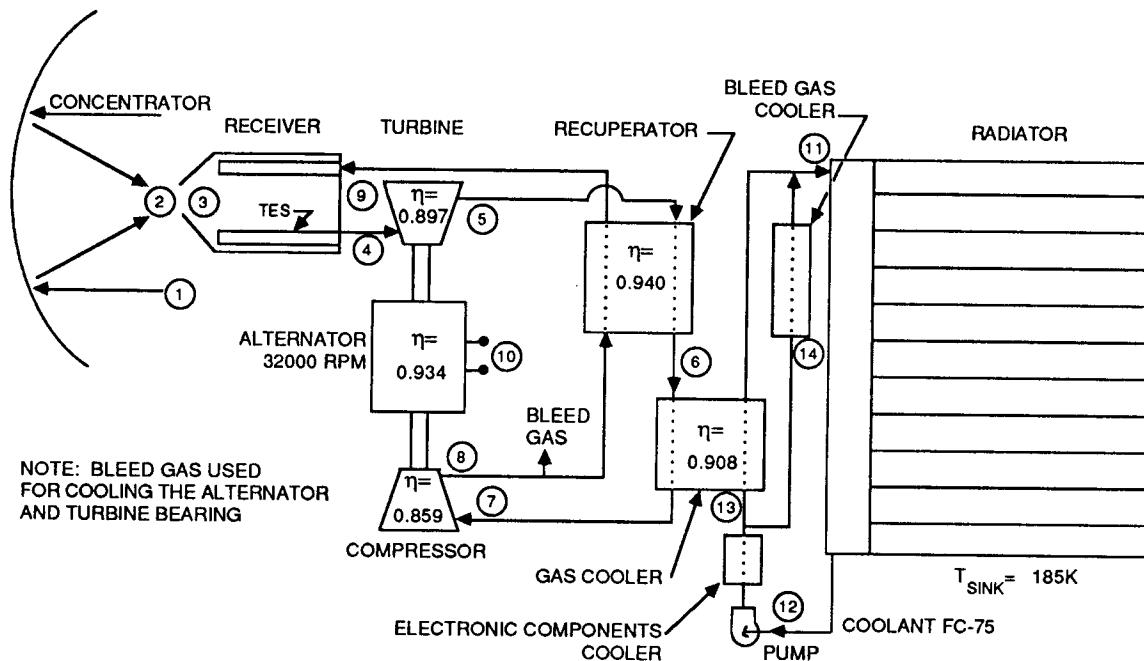 CONCENTRATOR
RECEIVER
TURBINE
RECUPERATOR
BLEED GAS
COOLER
RADIATOR
11
2
3
9
η=
0.897
5
TES
4
1
η=
0.940
14
ALTERNATOR
32000 RPM
η=
0.934
10
6
BLEED
GAS
η=
0.908
8
7
NOTE: BLEED GAS USED
FOR COOLING THE ALTERNATOR
AND TURBINE BEARING
η=
0.859
COMPRESSOR
13
GAS COOLER
T SINK = 185K
12
ELECTRONIC COMPONENTS
COOLER
COOLANT FC-75
PUMP